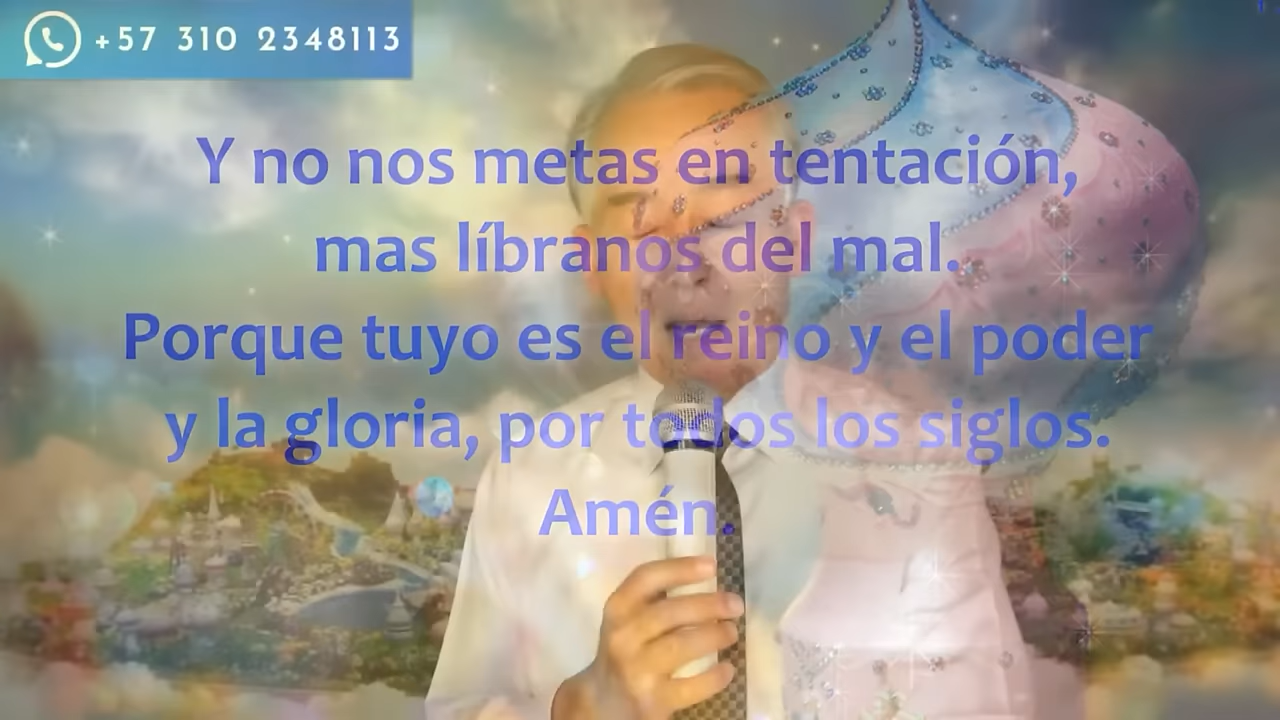 +57 310 2348113
Y no nos metas en tentación,
mas líbranos del mal.
Porque tuyo es el reino y el poder
y la gloria, por todos los siglos.
Amén.